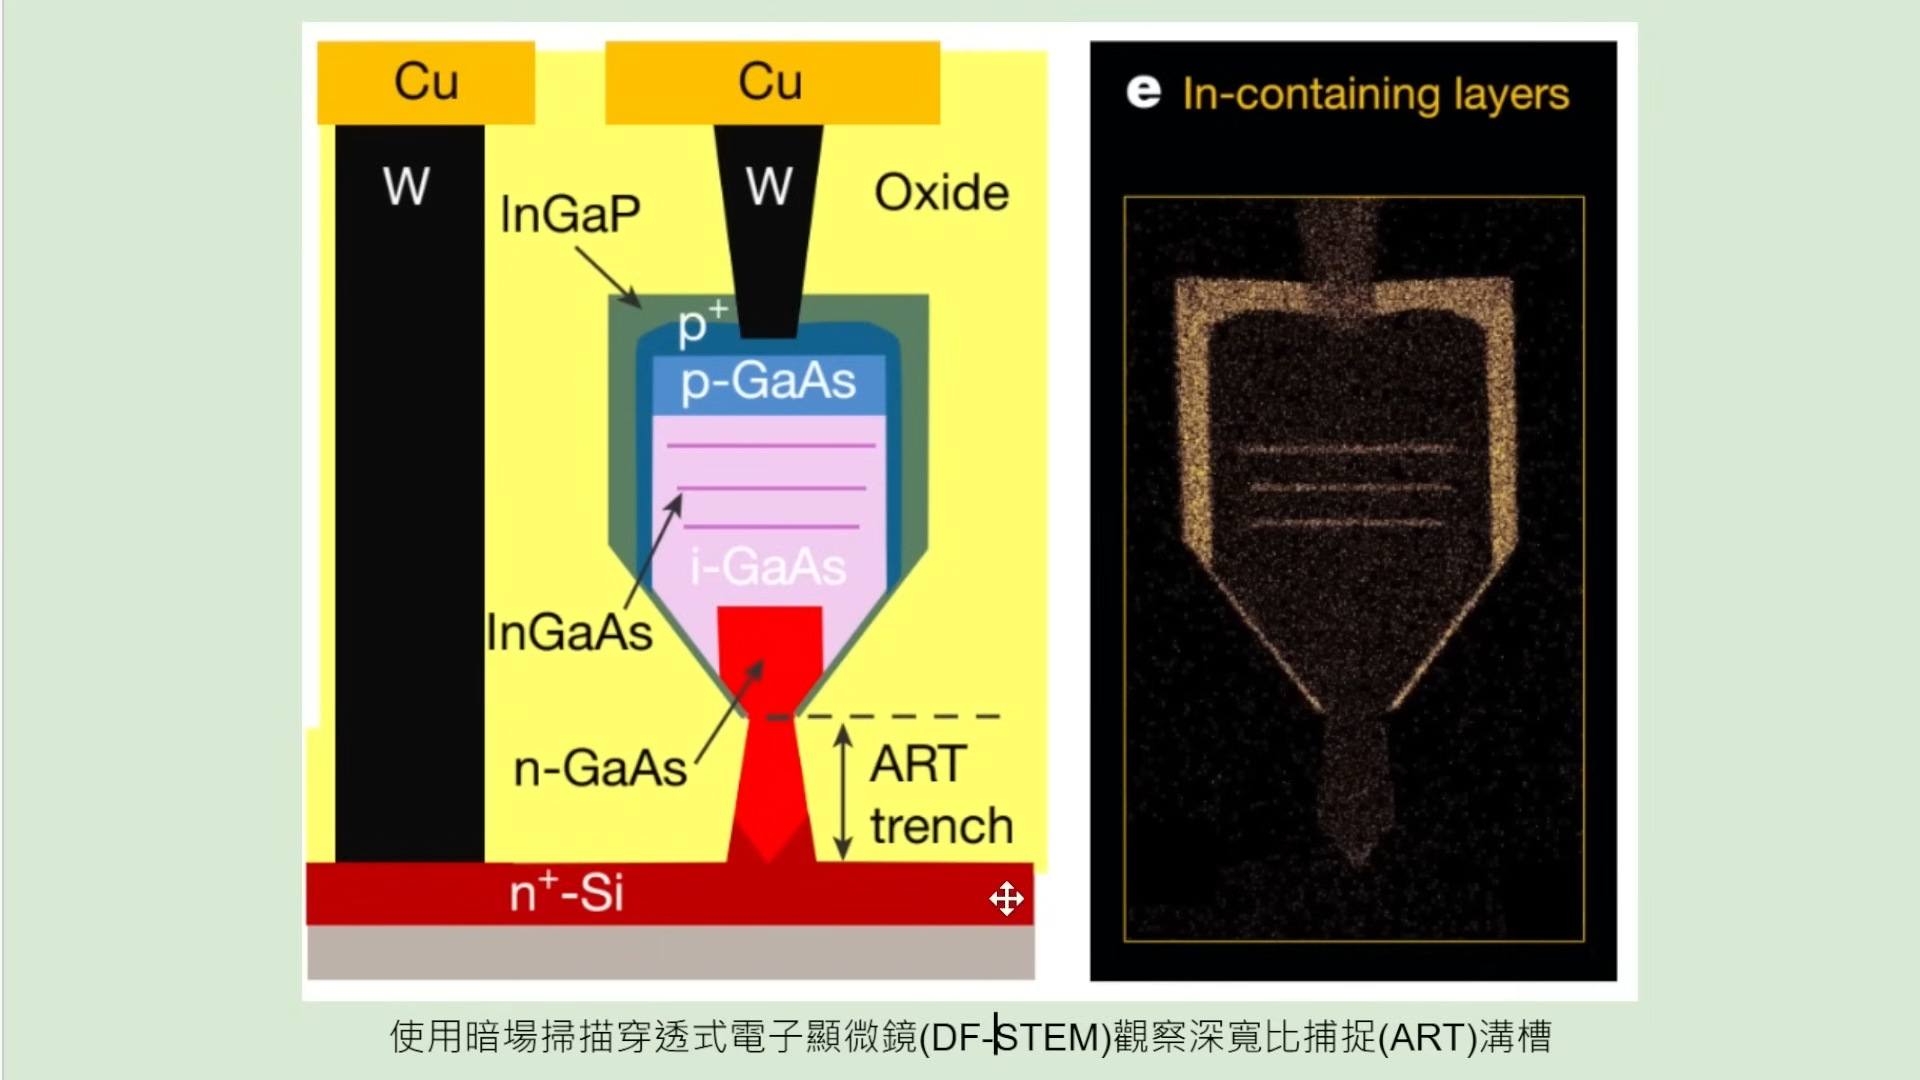 Cu
Cu
W
W
Oxide
InGaP
p⁺
p-GaAs
i-GaAs
InGaAs
n-GaAs
ART
trench
n⁺-Si
e In-containing layers
使用暗場掃描穿透式電子顯微鏡(DF-STEM)觀察深寬比捕捉(ART)溝槽